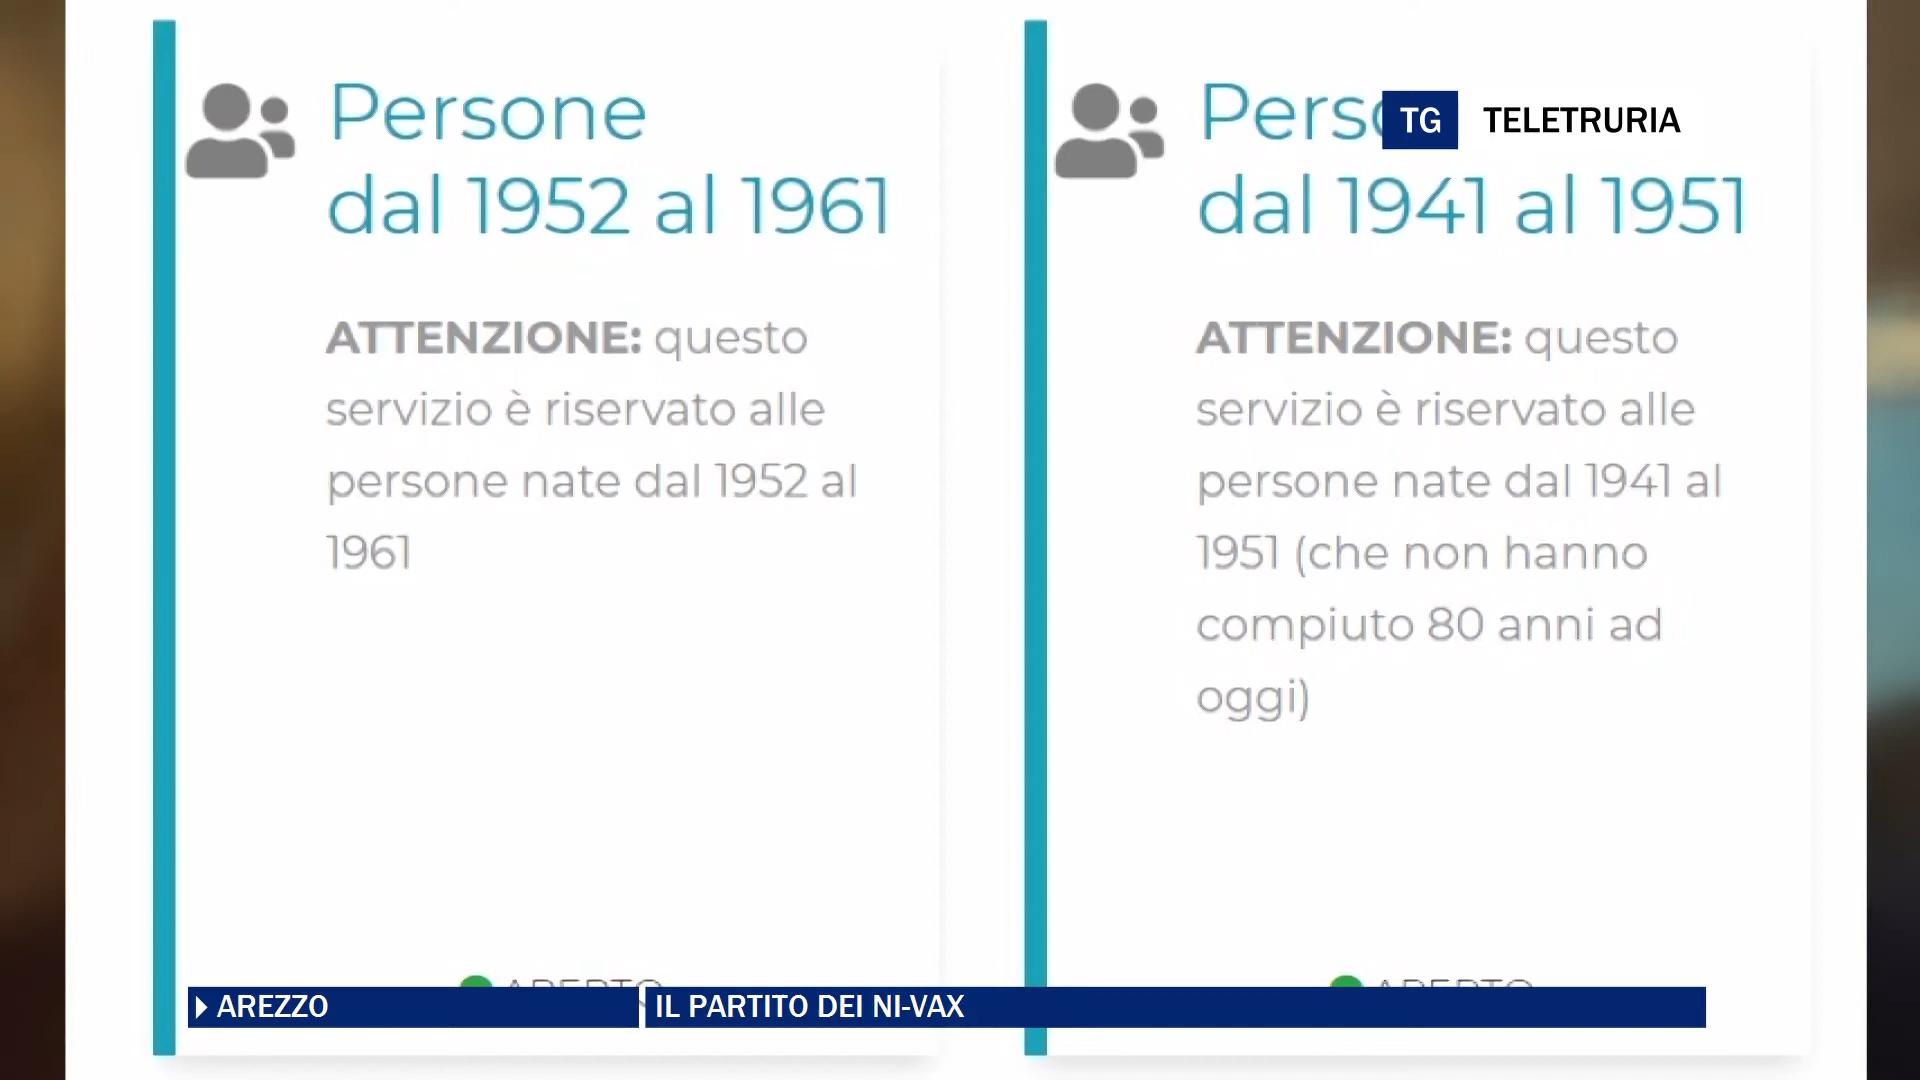 Persone
dal 1952 al 1961
ATTENZIONE: questo
servizio è riservato alle
persone nate dal 1952 al
1961
APERTO
TG TELETRURIA
dal 1941 al 1951
ATTENZIONE: questo
servizio è riservato alle
persone nate dal 1941 al
1951 (che non hanno
compiuto 80 anni ad
oggi)
APERTO
AREZZO
IL PARTITO DEI NI-VAX